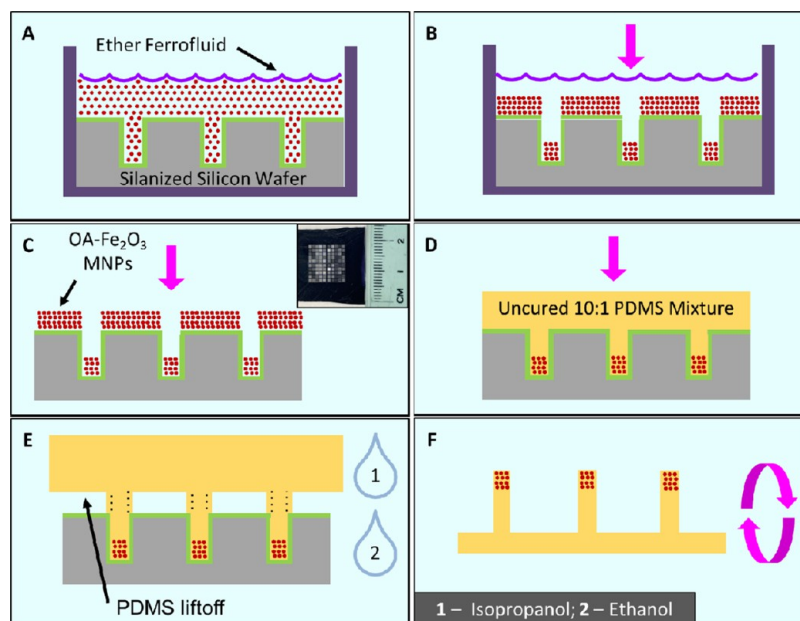 A
Ether Ferrofluid
Silanized Silicon Wafer
B
C
OA-Fe₂O₃
MNPs
2
1
CM
D
Uncured 10:1 PDMS Mixture
E
1
2
PDMS liftoff
F
1 – Isopropanol; 2 – Ethanol